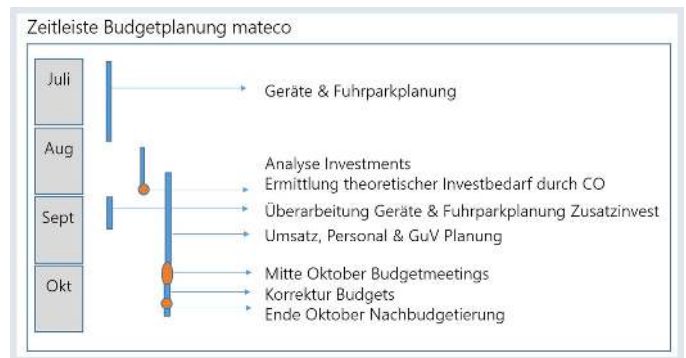 Zeitleiste Budgetplanung mateco
Juli
Geräte & Fuhrparkplanung
Aug
Analyse Investments
Ermittlung theoretischer Investbedarf durch CO
Sept
Überarbeitung Geräte & Fuhrparkplanung Zusatzinvest
Umsatz, Personal & GuV Planung
Okt
Mitte Oktober Budgetmeetings
Korrektur Budgets
Ende Oktober Nachbudgetierung